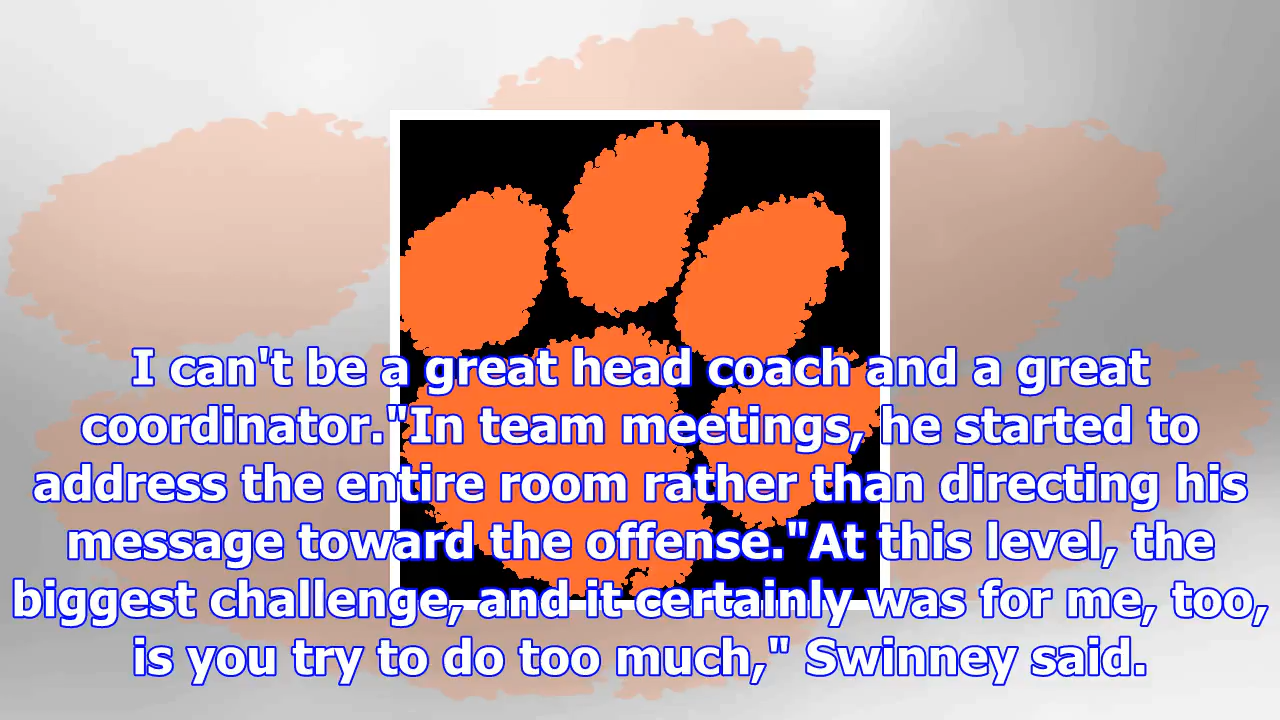 I can't be a great head coach and a great
coordinator."In team meetings, he started to
address the entire room rather than directing his
message toward the offense."At this level, the
biggest challenge, and it certainly was for me, too,
is you try to do too much," Swinney said.